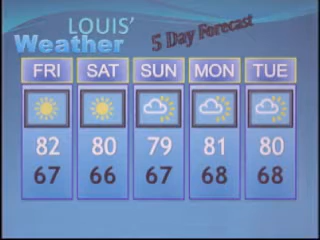 LOUIS'
Weather
5 Day Forecast
FRI SAT SUN MON TUE
82 80 79 81 80
67 66 67 68 68